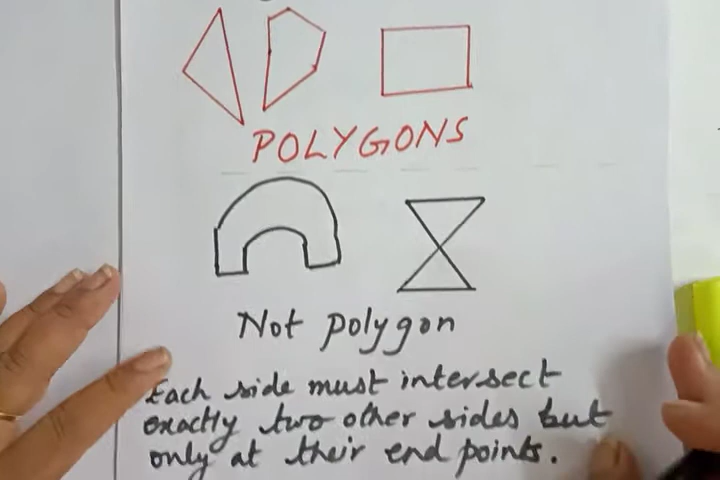 POLYGONS
Not polygon
Each side must intersect
exactly two other sides but
only at their end points.